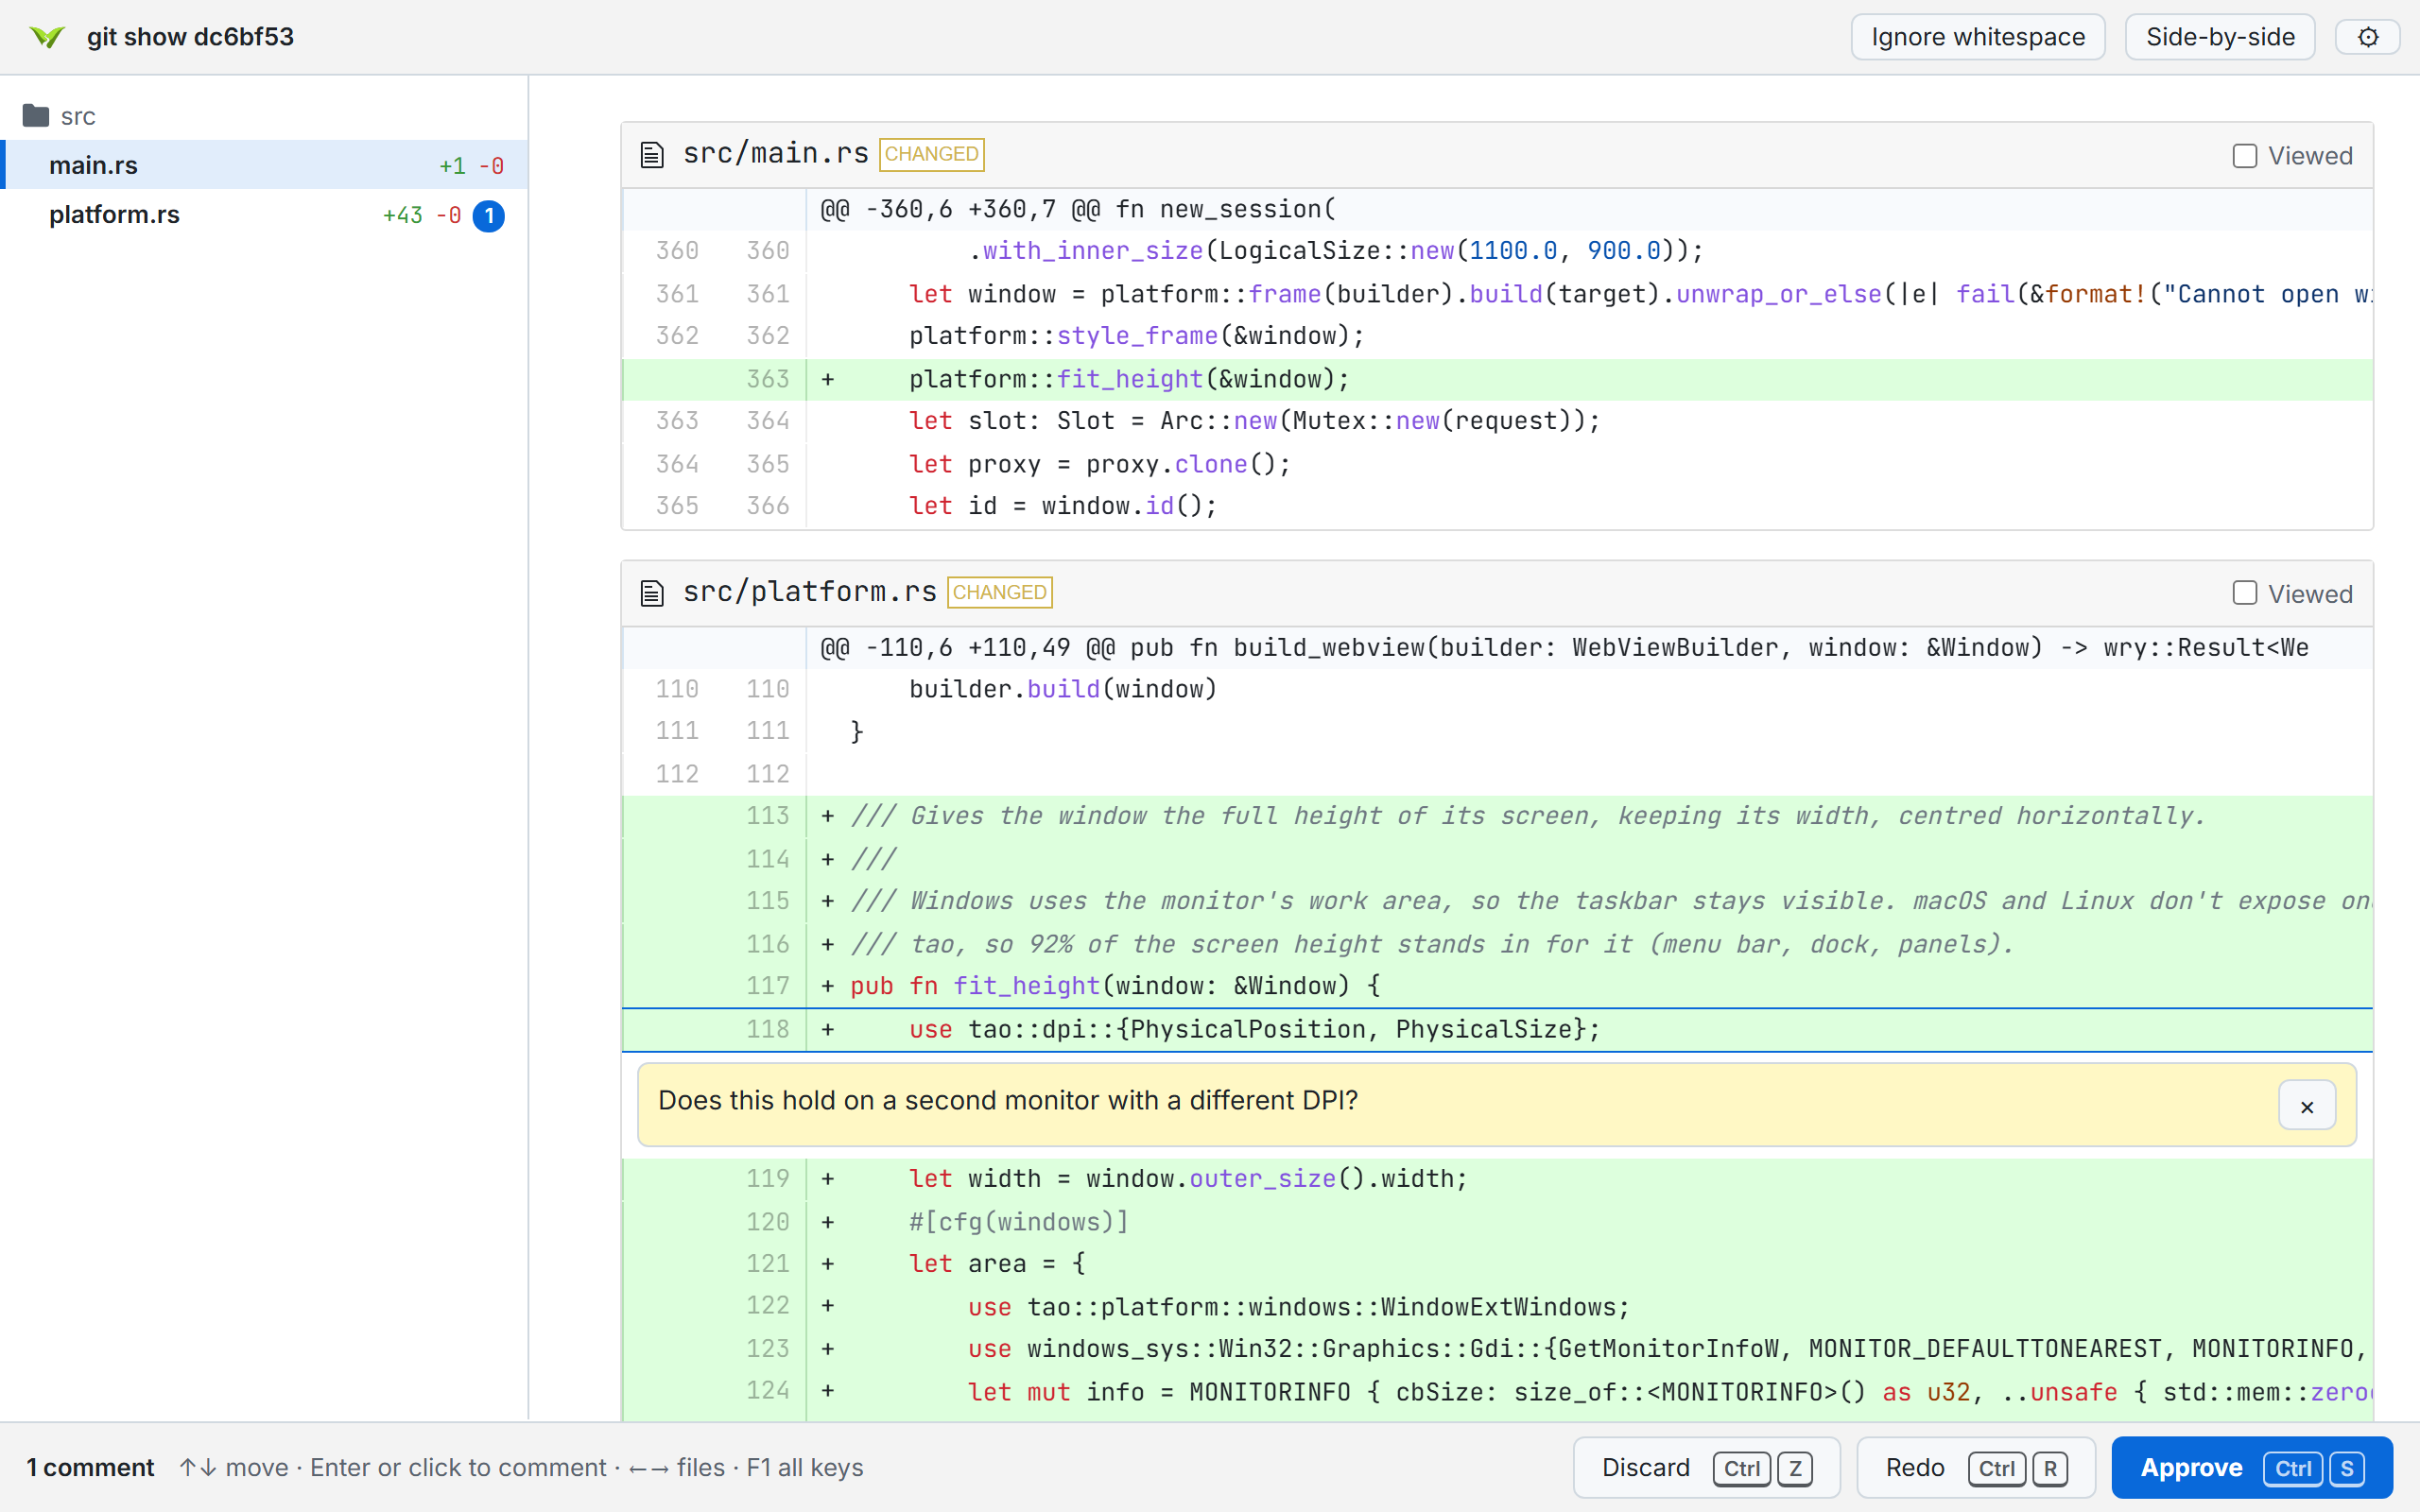 git show dc6bf53
Ignore whitespace
Side-by-side
src
main.rs +1 -0
platform.rs +43 -0 1
src/main.rs CHANGED
Viewed
@@ -360,6 +360,7 @@ fn new_session(
360 360 .with_inner_size(LogicalSize::new(1100.0, 900.0));
361 361 let window = platform::frame(builder).build(target).unwrap_or_else(|e| fail(&format!("Cannot open
362 362 platform::style_frame(&window);
363 + platform::fit_height(&window);
363 364 let slot: Slot = Arc::new(Mutex::new(request));
364 365 let proxy = proxy.clone();
365 366 let id = window.id();
src/platform.rs CHANGED
Viewed
@@ -110,6 +110,49 @@ pub fn build_webview(builder: WebViewBuilder, window: &Window) -> wry::Result<We
110 110 builder.build(window)
111 111 }
112 112
113 + /// Gives the window the full height of its screen, keeping its width, centred horizontally.
114 + ///
115 + /// Windows uses the monitor's work area, so the taskbar stays visible. macOS and Linux don't expose
116 + /// tao, so 92% of the screen height stands in for it (menu bar, dock, panels).
117 + pub fn fit_height(window: &Window) {
118 + use tao::dpi::{PhysicalPosition, PhysicalSize};
Does this hold on a second monitor with a different DPI?
×
119 + let width = window.outer_size().width;
120 + #[cfg(windows)]
121 + let area = {
122 + use tao::platform::windows::WindowExtWindows;
123 + use windows_sys::Win32::Graphics::Gdi::{GetMonitorInfoW, MONITOR_DEFAULTTONEAREST, MONITORINFO,
124 + let mut info = MONITORINFO { cbSize: size_of::<MONITORINFO>() as u32, ..unsafe { std::mem::
1 comment ↑↓ move · Enter or click to comment · ←→ files · F1 all keys
Discard Ctrl Z
Redo Ctrl R
Approve Ctrl S